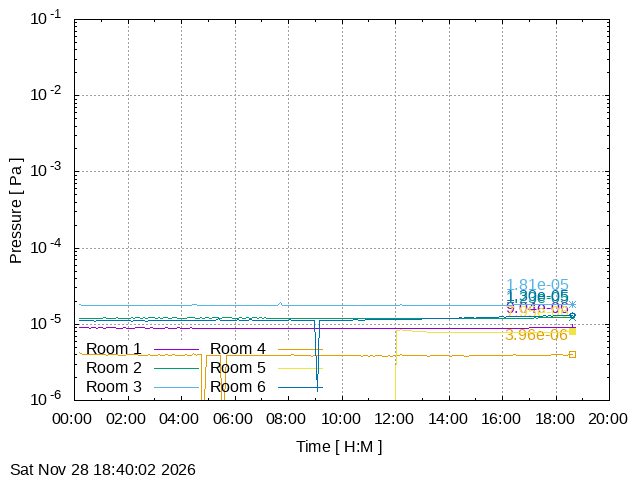 10-1
10-2
10-3
10-4
10-5
10-6
Pressure [ Pa ]
1.81e-05
1.30e-05
3.96e-06
Room 1 Room 4
Room 2 Room 5
Room 3 Room 6
00:00 02:00 04:00 06:00 08:00 10:00 12:00 14:00 16:00 18:00 20:00
Time [ H:M ]
Sat Nov 28 18:40:02 2026